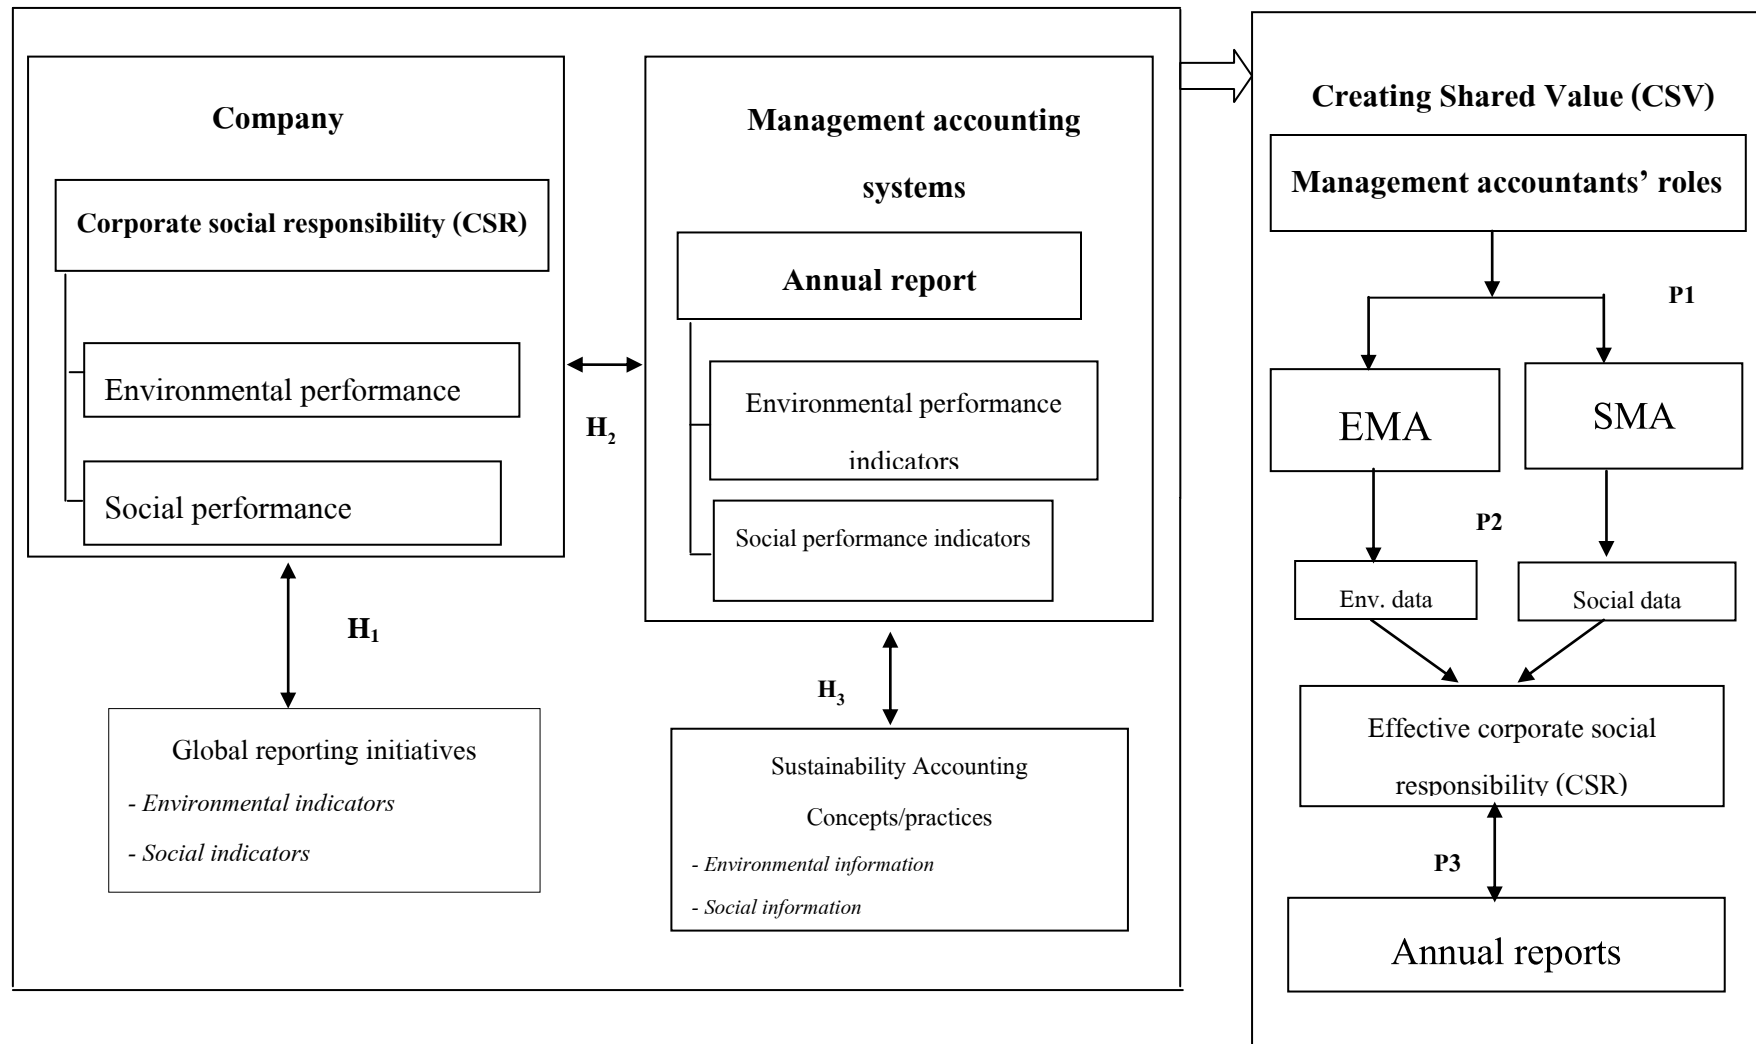 Company
Corporate social responsibility (CSR)
Environmental performance
Social performance
H1
Global reporting initiatives
- Environmental indicators
- Social indicators
H2
Management accounting
systems
Annual report
Environmental performance
indicators
Social performance indicators
H3
Sustainability Accounting
Concepts/practices
- Environmental information
- Social information
Creating Shared Value (CSV)
Management accountants’ roles
P1
EMA
SMA
P2
Env. data
Social data
Effective corporate social
responsibility (CSR)
P3
Annual reports